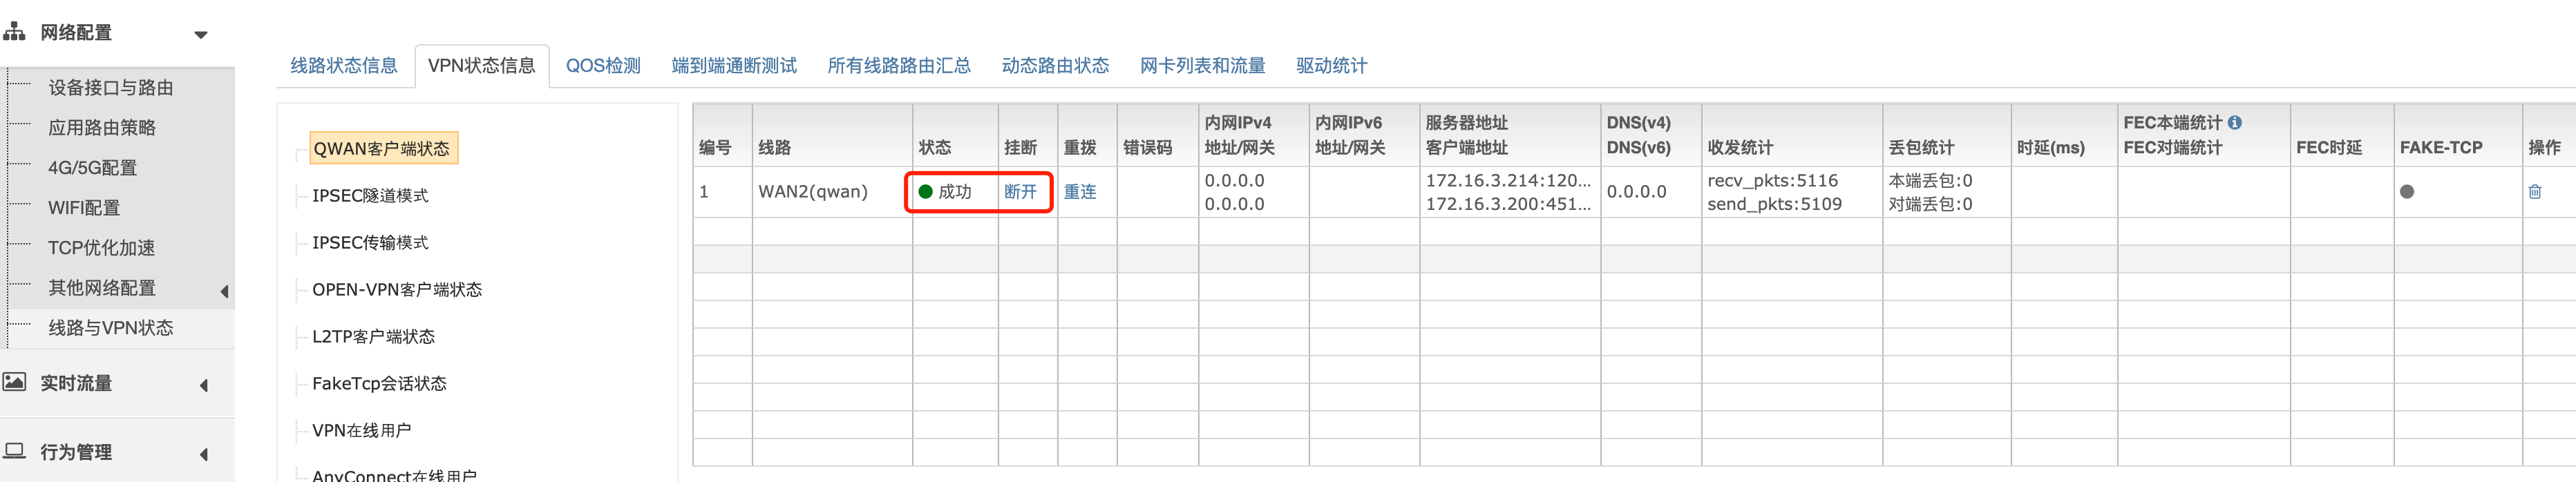 网络配置
设备接口与路由
应用路由策略
4G/5G配置
WIFI配置
TCP优化加速
其他网络配置
线路与VPN状态
实时流量
行为管理
线路状态信息 VPN状态信息 QOS检测 端到端通断测试 所有线路路由汇总 动态路由状态 网卡列表和流量 驱动统计
QWAN客户端状态
IPSEC隧道模式
IPSEC传输模式
OPEN-VPN客户端状态
L2TP客户端状态
FakeTcp会话状态
VPN在线用户
AnyConnect在线用户
内网IPv4 内网IPv6 服务器地址 DNS(v4) FEC本端统计
编号 线路 状态 挂断 重拨 错误码 地址/网关 地址/网关 客户端地址 DNS(v6) 收发统计 丢包统计 时延(ms) FEC对端统计 FEC时延 FAKE-TCP 操作
0.0.0.0 172.16.3.214:120... recv_pkts:5116 本端丢包:0
1 WAN2(qwan) 成功 断开 重连 0.0.0.0
0.0.0.0 172.16.3.200:451... send_pkts:5109 对端丢包:0